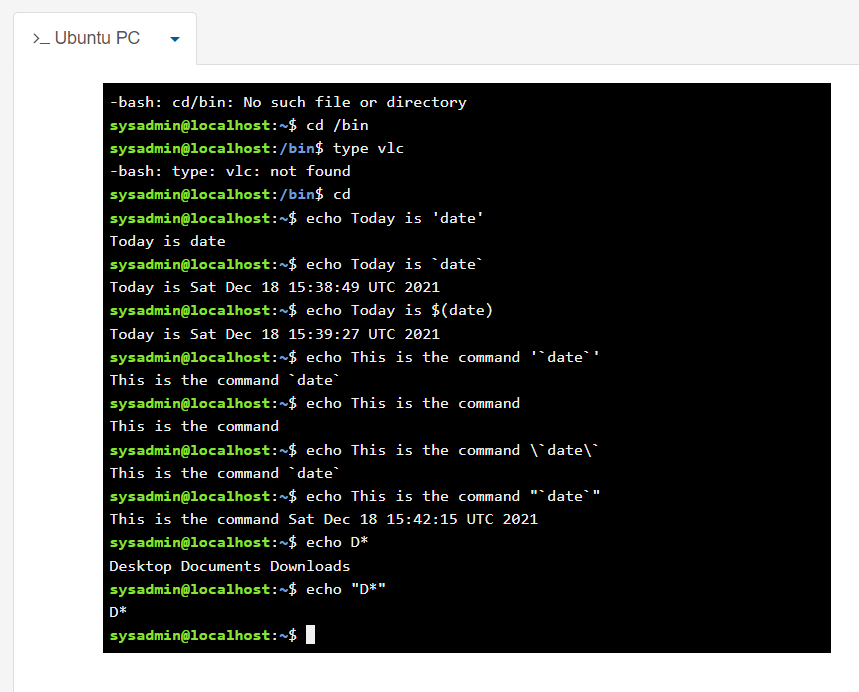 >_ Ubuntu PC
-bash: cd/bin: No such file or directory
sysadmin@localhost:~$ cd /bin
sysadmin@localhost:/bin$ type vlc
-bash: type: vlc: not found
sysadmin@localhost:/bin$ cd
sysadmin@localhost:~$ echo Today is 'date'
Today is date
sysadmin@localhost:~$ echo Today is `date`
Today is Sat Dec 18 15:38:49 UTC 2021
sysadmin@localhost:~$ echo Today is $(date)
Today is Sat Dec 18 15:39:27 UTC 2021
sysadmin@localhost:~$ echo This is the command '`date`'
This is the command `date`
sysadmin@localhost:~$ echo This is the command
This is the command
sysadmin@localhost:~$ echo This is the command \`date\`
This is the command `date`
sysadmin@localhost:~$ echo This is the command "`date`"
This is the command Sat Dec 18 15:42:15 UTC 2021
sysadmin@localhost:~$ echo D*
Desktop Documents Downloads
sysadmin@localhost:~$ echo "D*"
D*
sysadmin@localhost:~$